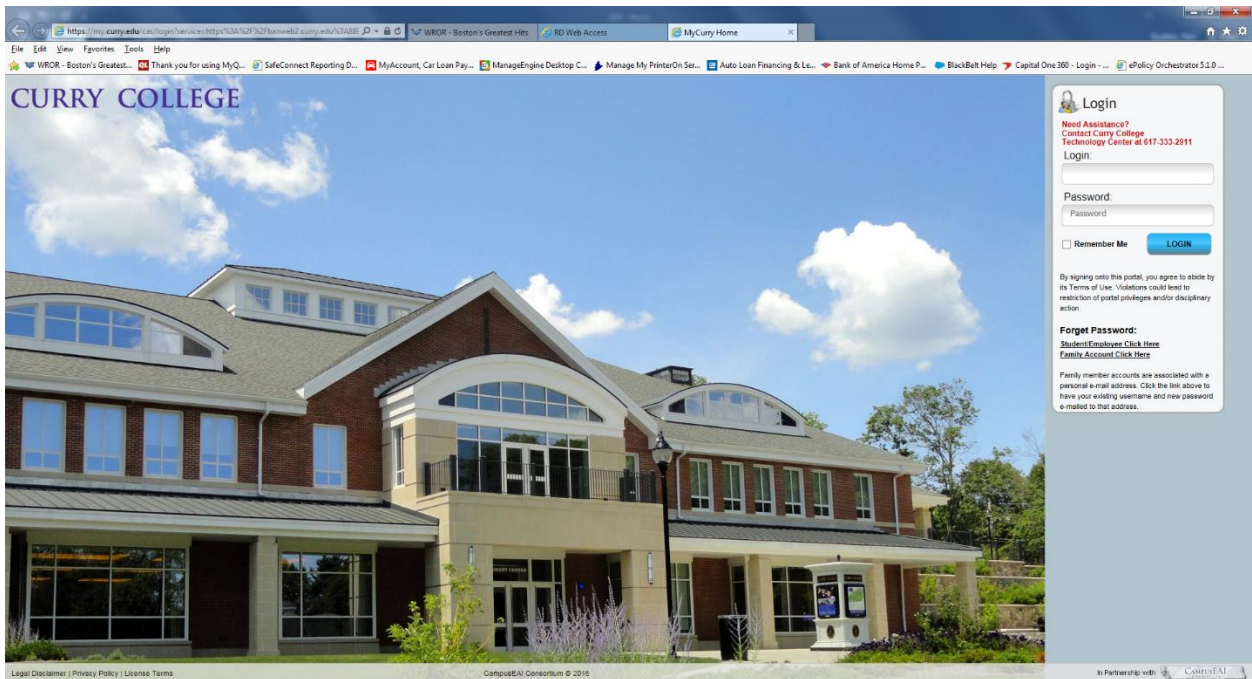 https://my.curry.edu/cas/login?service=https%3A%2F%2Fbanweb2.curry.edu%3A888
WROR - Boston's Greatest Hits
RD Web Access
MyCurry Home
File Edit View Favorites Tools Help
WROR - Boston's Greatest...
Thank you for using MyQ...
SafeConnect Reporting D...
MyAccount, Car Loan Pay...
ManageEngine Desktop C...
Manage My PrinterOn Ser...
Auto Loan Financing & Le...
Bank of America Home P...
BlackBelt Help
Capital One 360 - Login - ...
ePolicy Orchestrator 5.1.0 ...
CURRY COLLEGE
Login
Need Assistance?
Contact Curry College
Technology Center at 617-333-2911
Login:
Password:
Password
Remember Me
LOGIN
By signing onto this portal, you agree to abide by
its Terms of Use. Violations could lead to
restriction of portal privileges and/or disciplinary
action.
Forget Password:
Student/Employee Click Here
Family Account Click Here
Family member accounts are associated with a
personal e-mail address. Click the link above to
have your existing username and new password
e-mailed to that address.
STUDENT CENTER
Legal Disclaimer | Privacy Policy | License Terms
CampusEAI Consortium © 2016
In Partnership with
CAMPUSEAI